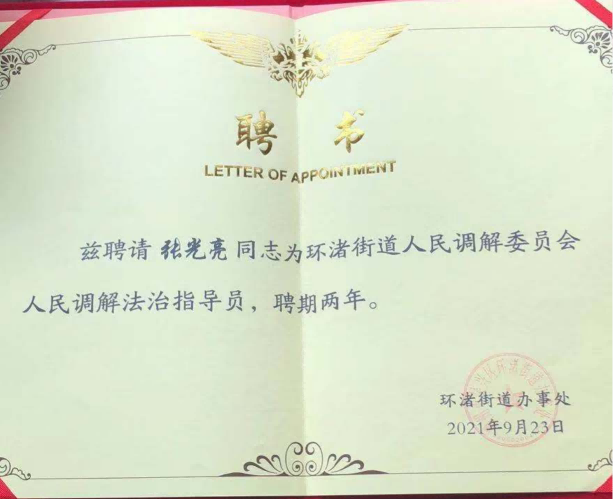 聘 书
LETTER OF APPOINTMENT
兹聘请 张光亮 同志为环渚街道人民调解委员会
人民调解法治指导员，聘期两年。
环渚街道办事处
2021年9月23日